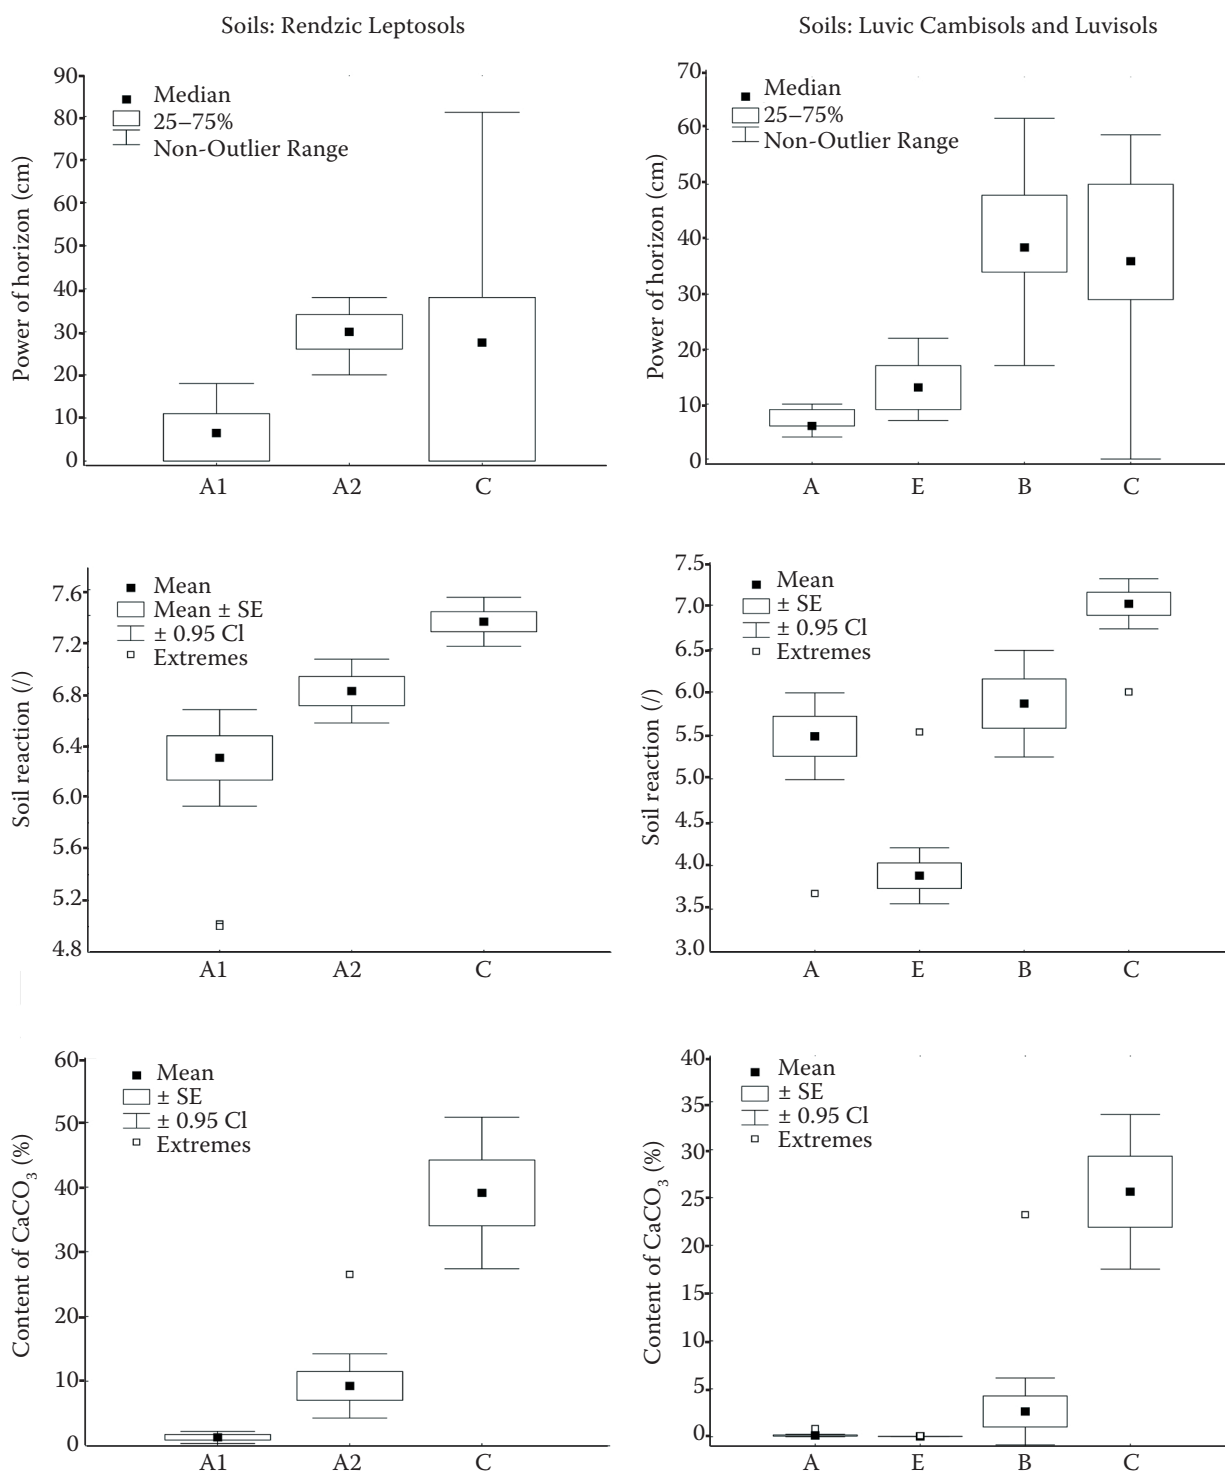 Soils: Rendzic Leptosols
Power of horizon (cm)
90
80
70
60
50
40
30
20
10
0
Median
25–75%
Non-Outlier Range
A1 A2 C
Soils: Luvic Cambisols and Luvisols
Power of horizon (cm)
70
60
50
40
30
20
10
0
Median
25–75%
Non-Outlier Range
A E B C
Soil reaction (/)
7.6
7.2
6.8
6.4
6.0
5.6
5.2
4.8
Mean
Mean ± SE
± 0.95 Cl
Extremes
A1 A2 C
Soil reaction (/)
7.5
7.0
6.5
6.0
5.5
5.0
4.5
4.0
3.5
3.0
Mean
± SE
± 0.95 Cl
Extremes
A E B C
Content of CaCO₃ (%)
60
50
40
30
20
10
0
Mean
± SE
± 0.95 Cl
Extremes
A1 A2 C
Content of CaCO₃ (%)
40
35
30
25
20
15
10
5
0
Mean
± SE
± 0.95 Cl
Extremes
A E B C